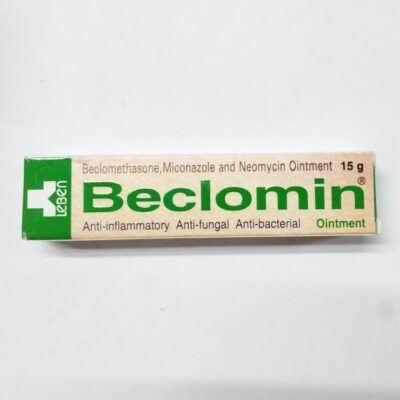 LEBEN
Beclomethasone, Miconazole and Neomycin Ointment 15 g
Beclomin®
Anti-inflammatory Anti-fungal Anti-bacterial Ointment